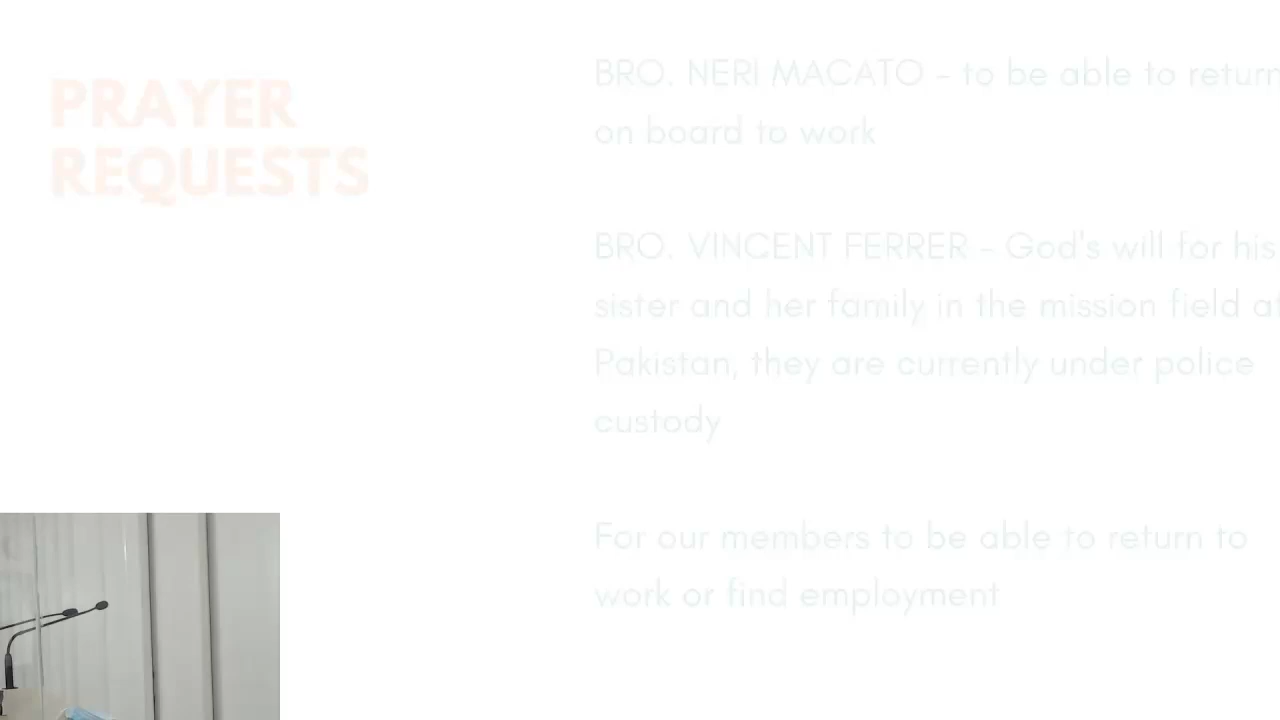 PRAYER
REQUESTS
BRO. NERI MACATO - to be able to return
on board to work
BRO. VINCENT FERRER - God's will for his
sister and her family in the mission field at
Pakistan, they are currently under police
custody
For our members to be able to return to
work or find employment